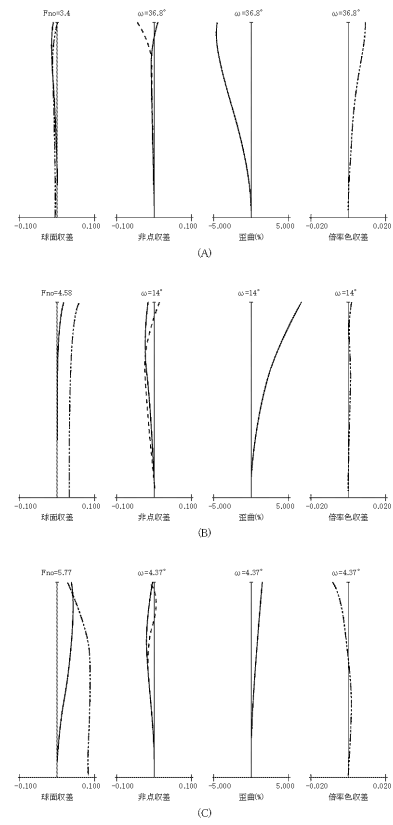 Fno=3.4 ω=36.8° ω=36.8° ω=36.8°
-0.100 0.100 -0.100 0.100 -5.000 5.000 -0.020 0.020
球面収差 非点収差 歪曲(%) 倍率色収差
(A)
Fno=4.58 ω=14° ω=14° ω=14°
-0.100 0.100 -0.100 0.100 -5.000 5.000 -0.020 0.020
球面収差 非点収差 歪曲(%) 倍率色収差
(B)
Fno=5.77 ω=4.37° ω=4.37° ω=4.37°
-0.100 0.100 -0.100 0.100 -5.000 5.000 -0.020 0.020
球面収差 非点収差 歪曲(%) 倍率色収差
(C)